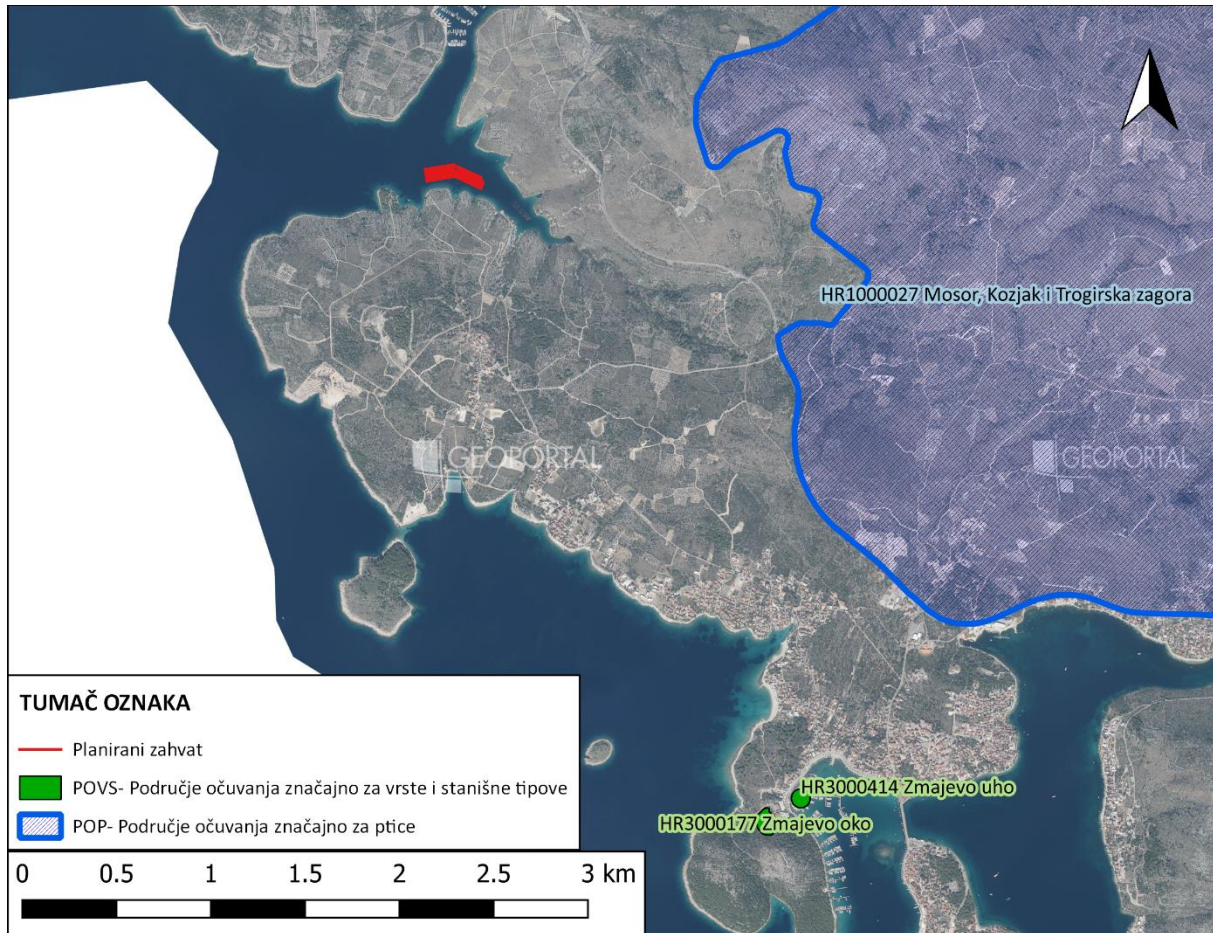 HR1000027 Mosor, Kozjak i Trogirska zagora
GEOPORTAL
GEOPORTAL
TUMAČ OZNAKA
Planirani zahvat
POVS- Područje očuvanja značajno za vrste i stanišne tipove
POP- Područje očuvanja značajno za ptice
HR3000414 Zmajevo uho
HR3000177 Zmajevo oko
0 0.5 1 1.5 2 2.5 3 km